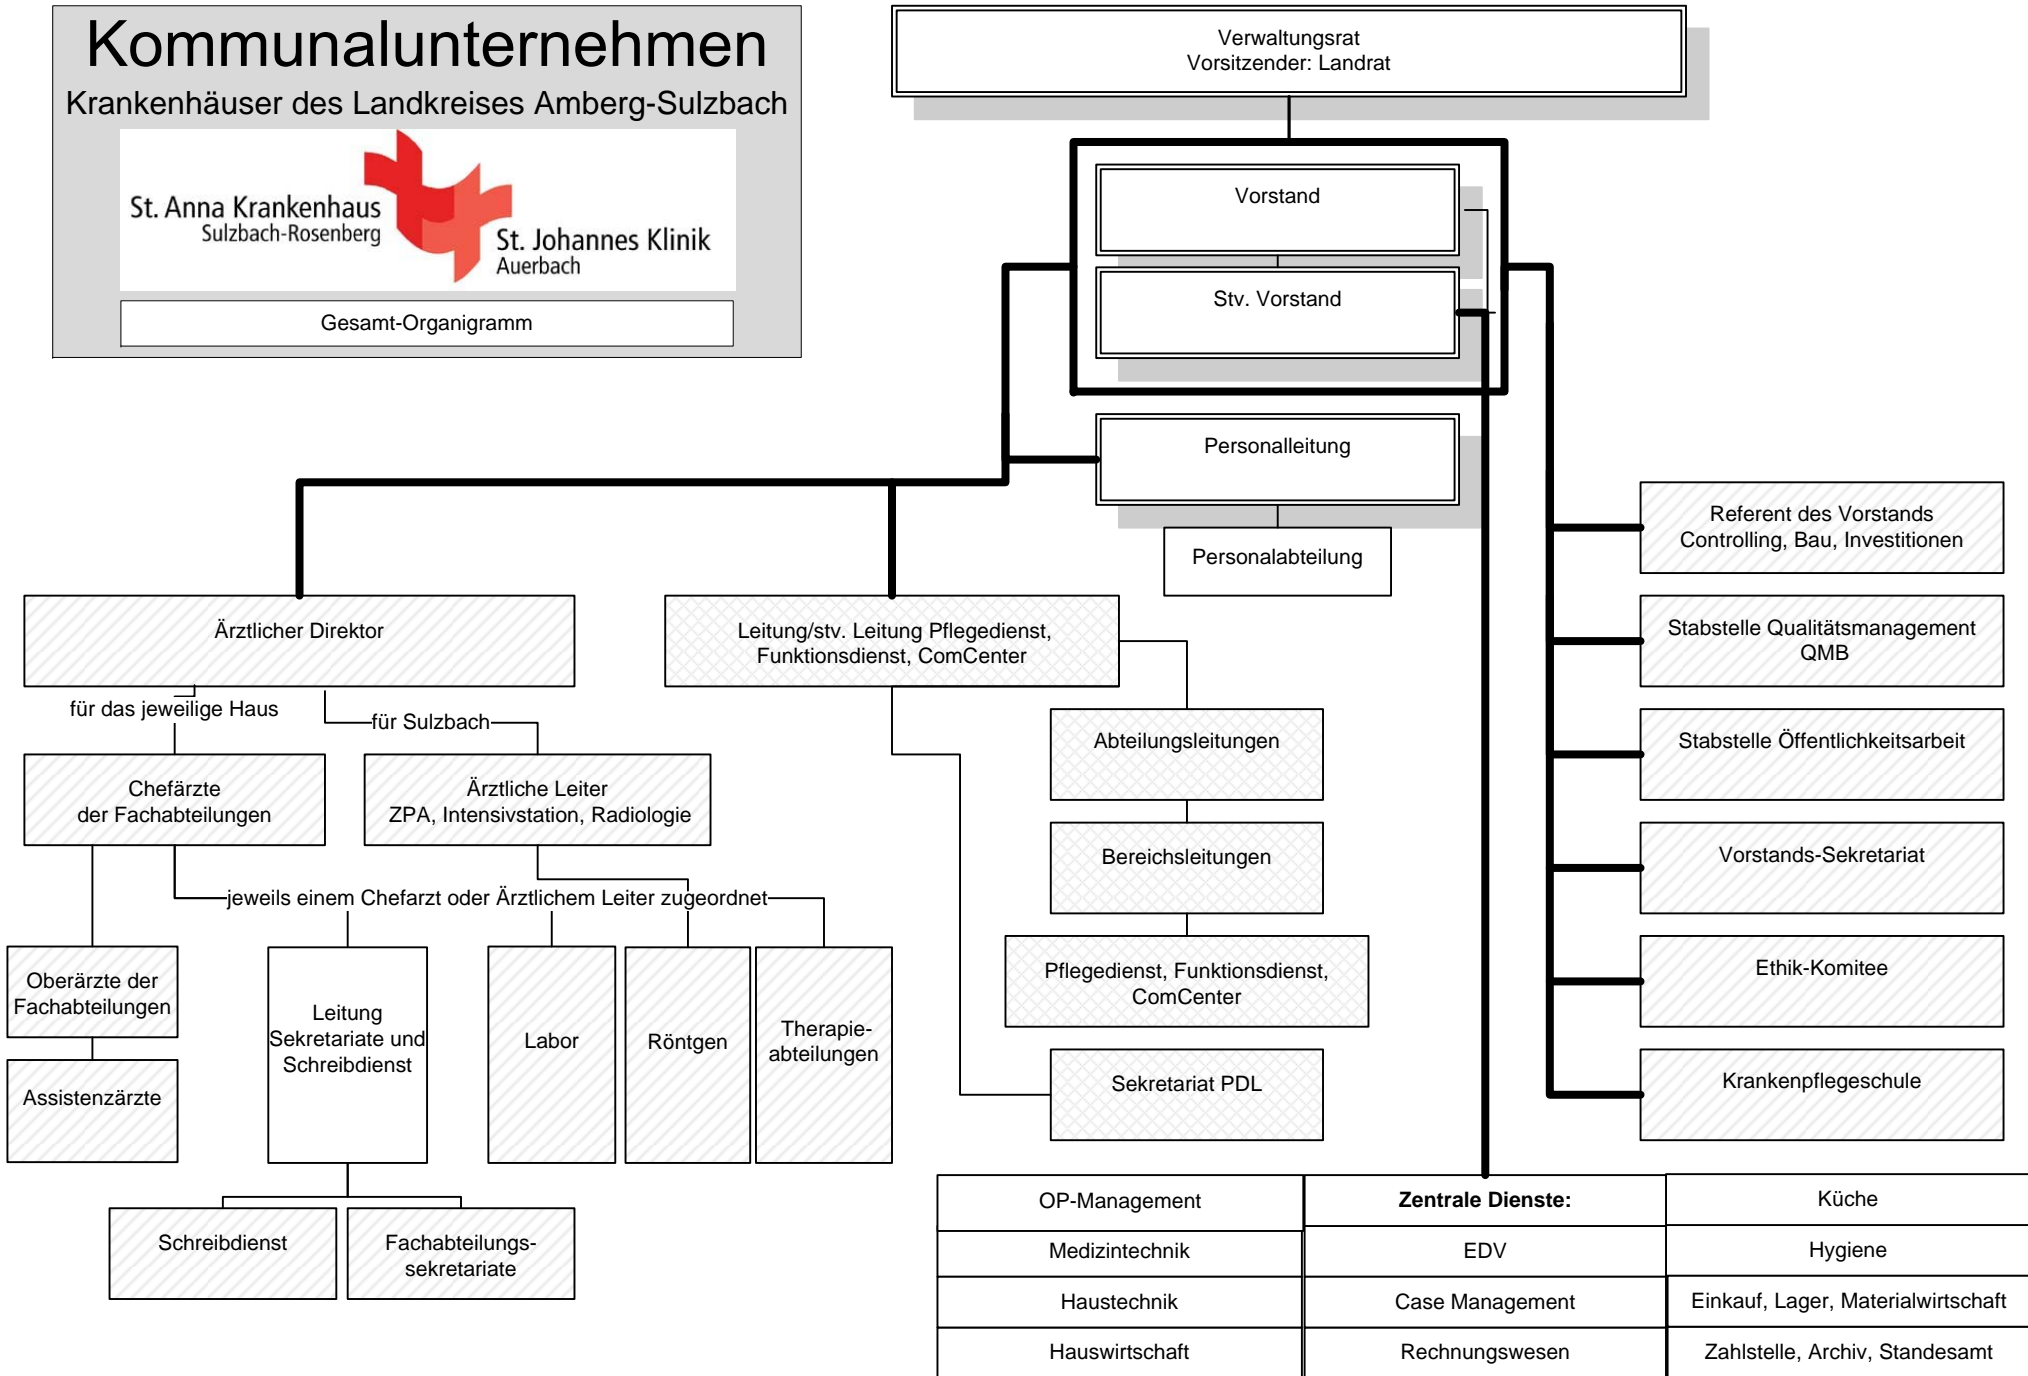 Kommunalunternehmen
Krankenhäuser des Landkreises Amberg-Sulzbach
St. Anna Krankenhaus
Sulzbach-Rosenberg
St. Johannes Klinik
Auerbach
Gesamt-Organigramm
Verwaltungsrat
Vorsitzender: Landrat
Vorstand
Stv. Vorstand
Personalleitung
Personalabteilung
Referent des Vorstands
Controlling, Bau, Investitionen
Stabstelle Qualitätsmanagement
QMB
Stabstelle Öffentlichkeitsarbeit
Vorstands-Sekretariat
Ethik-Komitee
Krankenpflegeschule
Ärztlicher Direktor
für das jeweilige Haus
für Sulzbach
Chefärzte
der Fachabteilungen
Ärztliche Leiter
ZPA, Intensivstation, Radiologie
jeweils einem Chefarzt oder Ärztlichem Leiter zugeordnet
Oberärzte der
Fachabteilungen
Assistenzärzte
Leitung
Sekretariate und
Schreibdienst
Labor
Röntgen
Therapie-
abteilungen
Schreibdienst
Fachabteilungs-
sekretariate
Leitung/stv. Leitung Pflegedienst,
Funktionsdienst, ComCenter
Abteilungsleitungen
Bereichsleitungen
Pflegedienst, Funktionsdienst,
ComCenter
Sekretariat PDL
OP-Management
Zentrale Dienste:
Küche
Medizintechnik
EDV
Hygiene
Haustechnik
Case Management
Einkauf, Lager, Materialwirtschaft
Hauswirtschaft
Rechnungswesen
Zahlstelle, Archiv, Standesamt